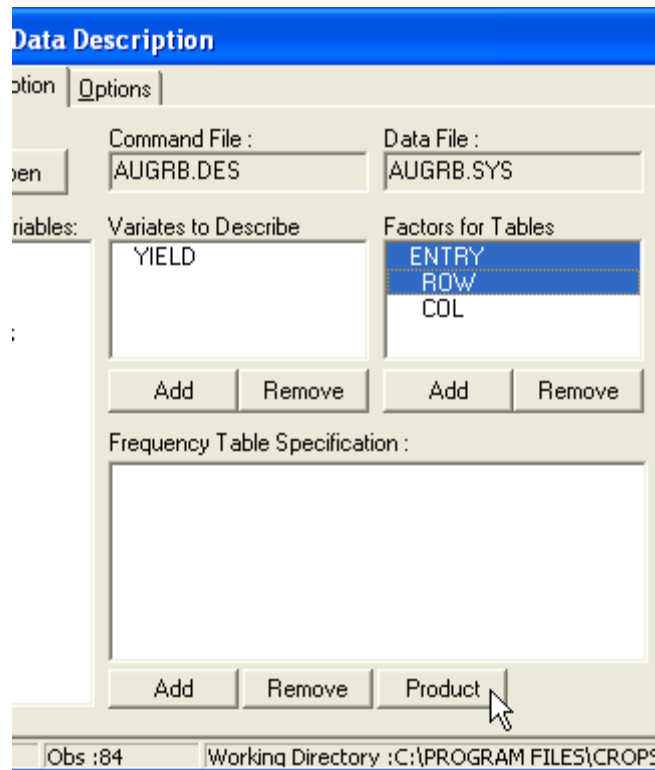 Data Description
ption Options
Command File : Data File :
pen AUGRB.DES AUGRB.SYS
riables: Variates to Describe Factors for Tables
YIELD ENTRY
ROW
COL
Add Remove Add Remove
Frequency Table Specification :
Add Remove Product
Obs :84 Working Directory :C:\PROGRAM FILES\CROPS